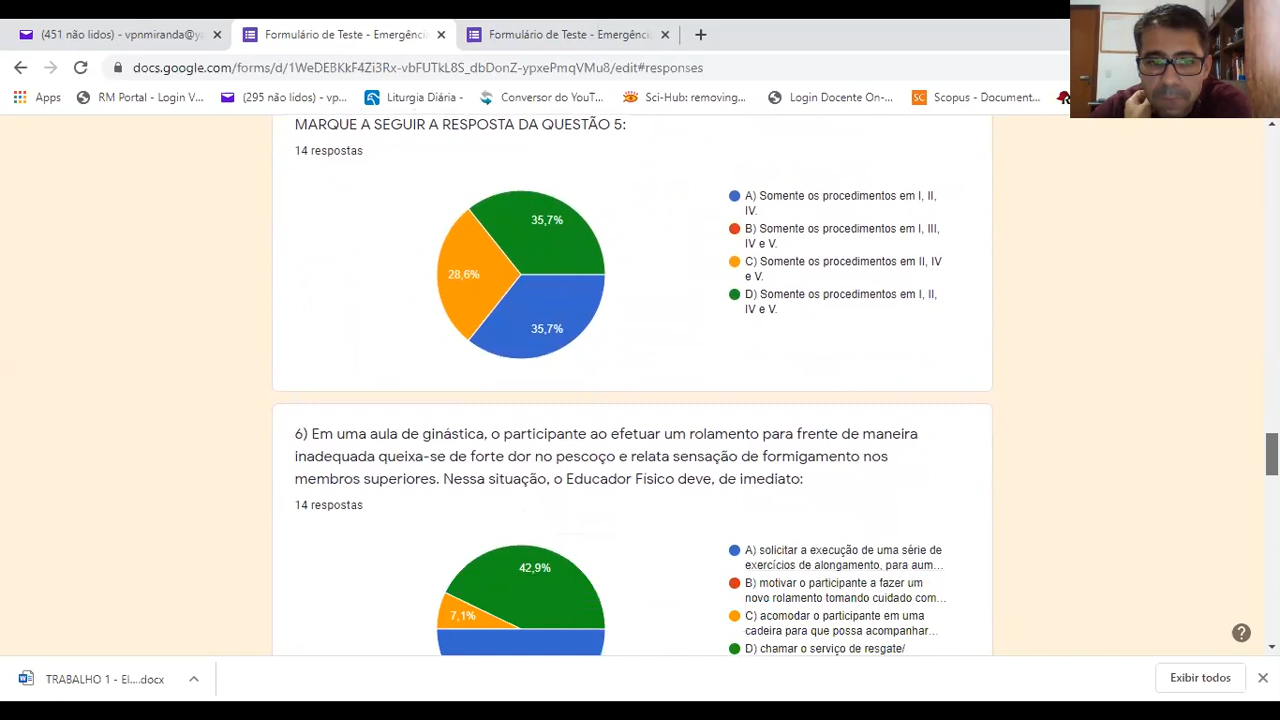 (451 não lidos) - vpnmiranda@y
Formulário de Teste - Emergênci
Formulário de Teste - Emergênc
docs.google.com/forms/d/1WeDEBKkF4Zi3Rx-vbFUTkLBS_dbDonZ-ypxePmqVMu8/edit#responses
Apps
RM Portal - Login V...
(295 não lidos) - vp...
Liturgia Diária -
Conversor do YouT...
Sci-Hub: removing...
Login Docente On-...
Scopus - Document...
MARQUE A SEGUIR A RESPOSTA DA QUESTÃO 5:
14 respostas
35,7%
28,6%
35,7%
A) Somente os procedimentos em I, II,
IV.
B) Somente os procedimentos em I, III,
IV e V.
C) Somente os procedimentos em II, IV
e V.
D) Somente os procedimentos em I, II,
IV e V.
6) Em uma aula de ginástica, o participante ao efetuar um rolamento para frente de maneira
inadequada queixa-se de forte dor no pescoço e relata sensação de formigamento nos
membros superiores. Nessa situação, o Educador Fisico deve, de imediato:
14 respostas
42,9%
7,1%
A) solicitar a execução de uma série de
exercícios de alongamento, para aum...
B) motivar o participante a fazer um
novo rolamento tomando cuidado com...
C) acomodar o participante em uma
cadeira para que possa acompanhar...
D) chamar o serviço de resgate/
TRABALHO 1 - El....docx
Exibir todos